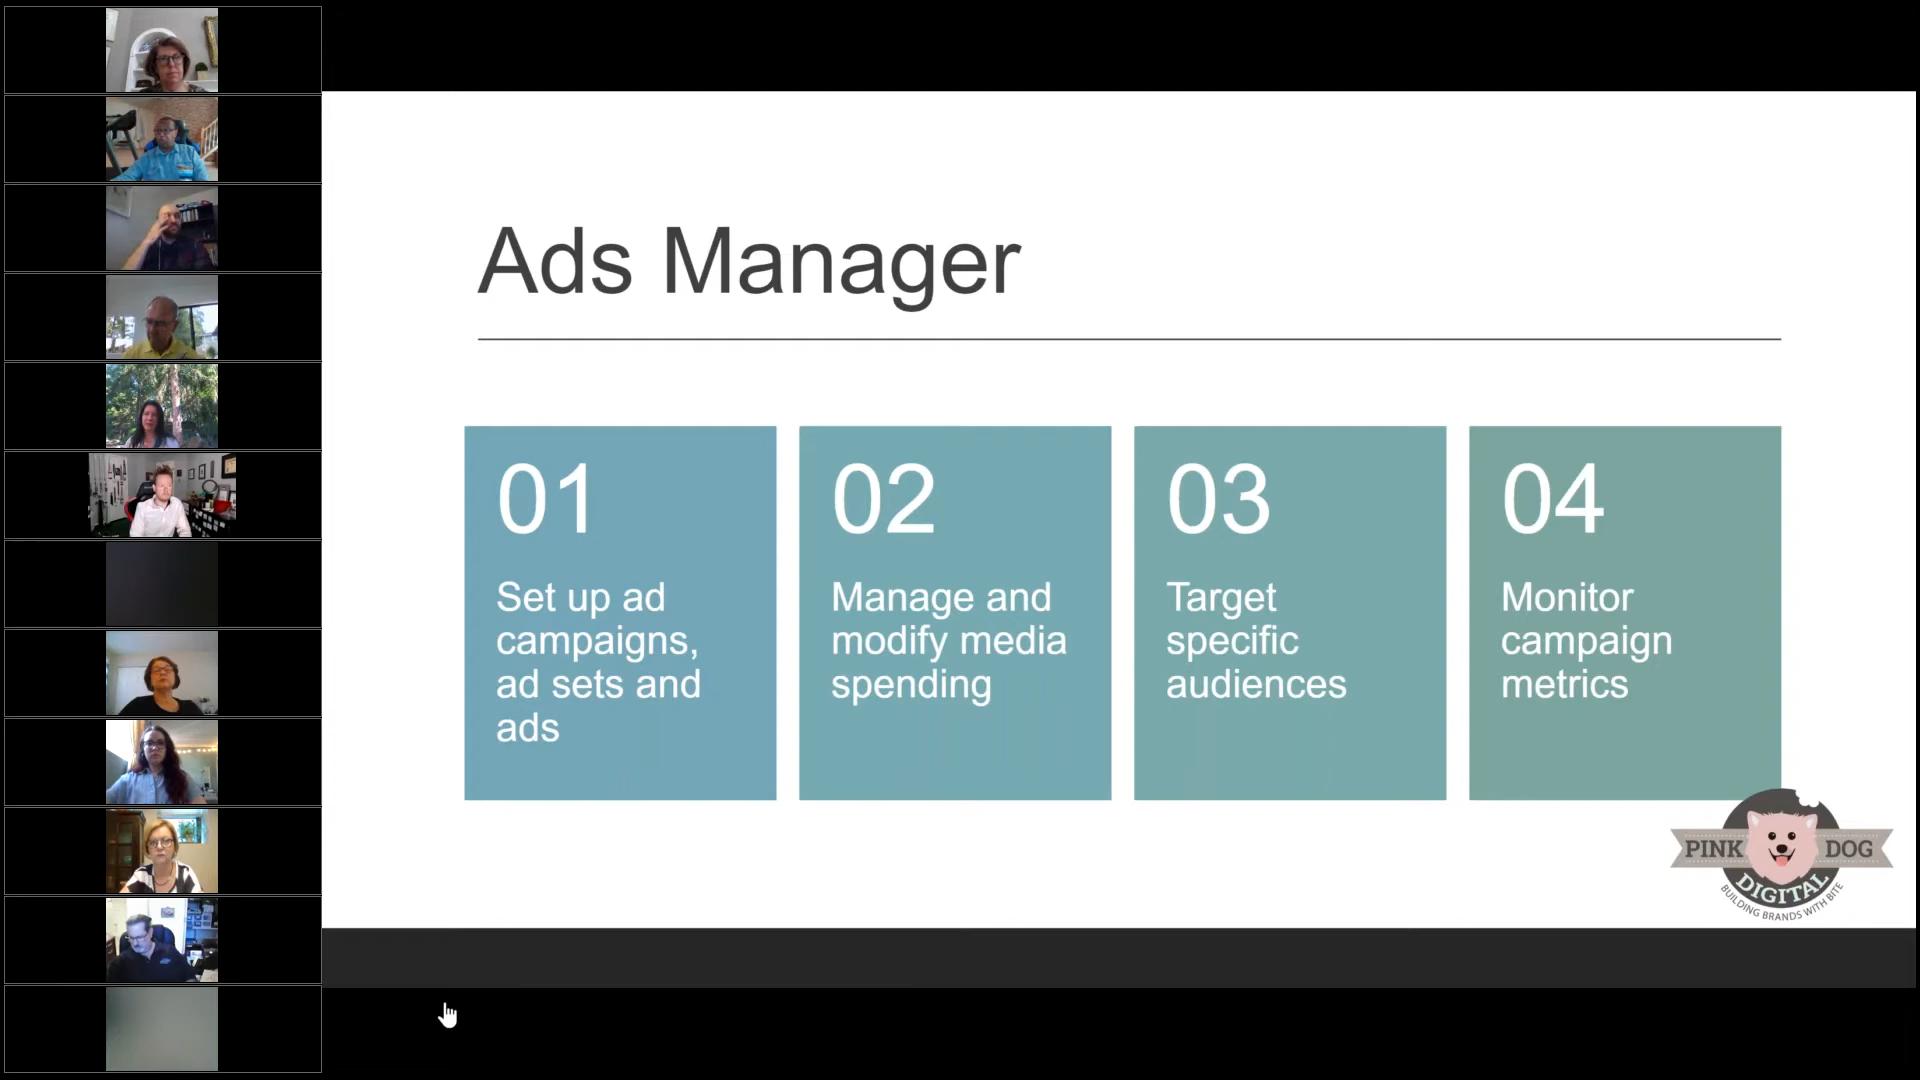 Ads Manager
01
Set up ad
campaigns,
ad sets and
ads
02
Manage and
modify media
spending
03
Target
specific
audiences
04
Monitor
campaign
metrics
PINK DOG
DIGITAL
BUILDING BRANDS WITH BITE